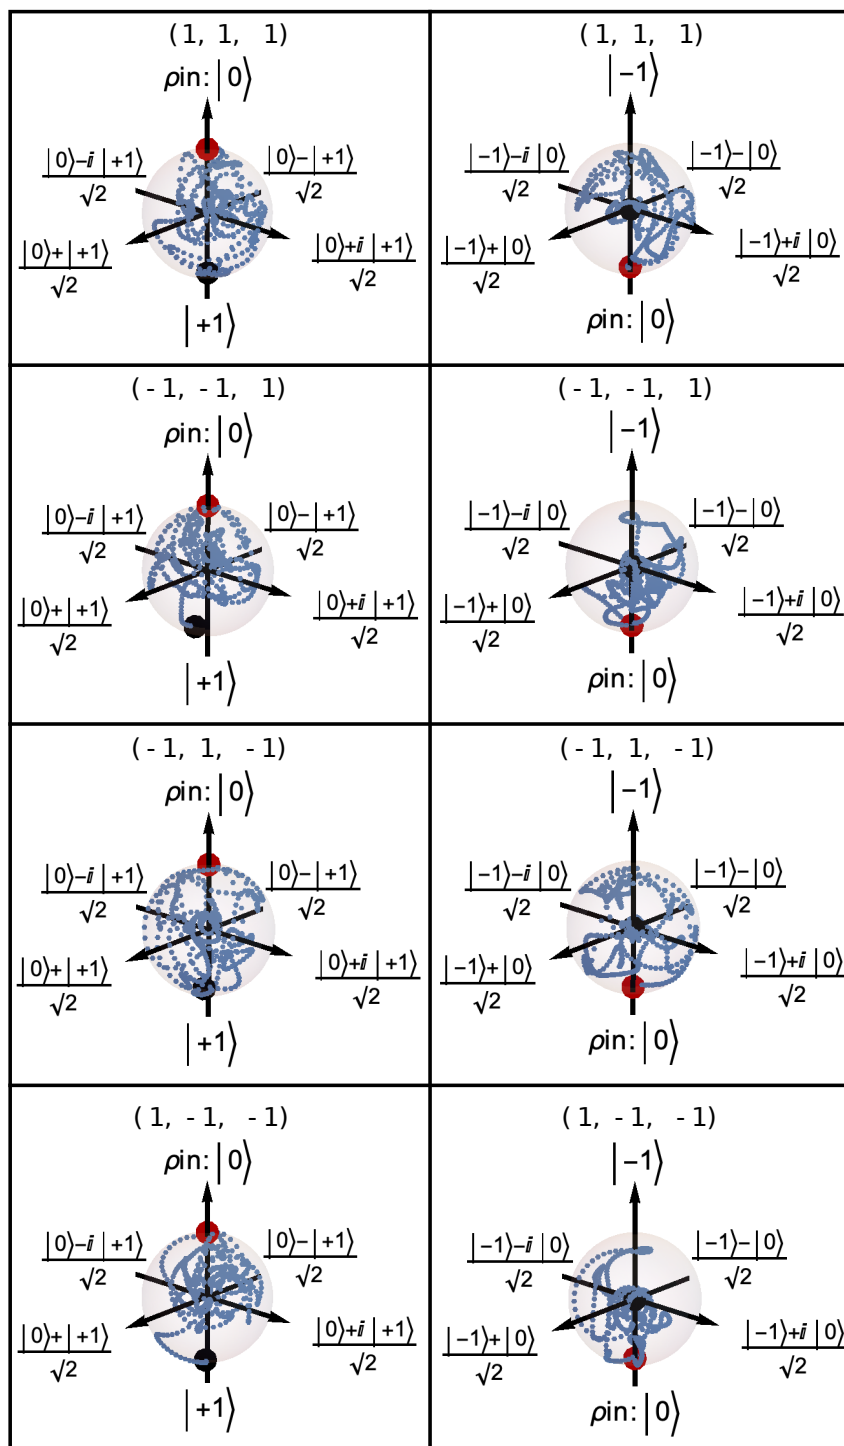 (1, 1, 1)
ρin: |0⟩
|0⟩-ⅈ|+1⟩
√2
|0⟩-|+1⟩
√2
|0⟩+|+1⟩
√2
|0⟩+ⅈ|+1⟩
√2
|+1⟩
(1, 1, 1)
|-1⟩
|-1⟩-ⅈ|0⟩
√2
|-1⟩-|0⟩
√2
|-1⟩+|0⟩
√2
|-1⟩+ⅈ|0⟩
√2
ρin: |0⟩
(-1, -1, 1)
ρin: |0⟩
|0⟩-ⅈ|+1⟩
√2
|0⟩-|+1⟩
√2
|0⟩+|+1⟩
√2
|0⟩+ⅈ|+1⟩
√2
|+1⟩
(-1, -1, 1)
|-1⟩
|-1⟩-ⅈ|0⟩
√2
|-1⟩-|0⟩
√2
|-1⟩+|0⟩
√2
|-1⟩+ⅈ|0⟩
√2
ρin: |0⟩
(-1, 1, -1)
ρin: |0⟩
|0⟩-ⅈ|+1⟩
√2
|0⟩-|+1⟩
√2
|0⟩+|+1⟩
√2
|0⟩+ⅈ|+1⟩
√2
|+1⟩
(-1, 1, -1)
|-1⟩
|-1⟩-ⅈ|0⟩
√2
|-1⟩-|0⟩
√2
|-1⟩+|0⟩
√2
|-1⟩+ⅈ|0⟩
√2
ρin: |0⟩
(1, -1, -1)
ρin: |0⟩
|0⟩-ⅈ|+1⟩
√2
|0⟩-|+1⟩
√2
|0⟩+|+1⟩
√2
|0⟩+ⅈ|+1⟩
√2
|+1⟩
(1, -1, -1)
|-1⟩
|-1⟩-ⅈ|0⟩
√2
|-1⟩-|0⟩
√2
|-1⟩+|0⟩
√2
|-1⟩+ⅈ|0⟩
√2
ρin: |0⟩